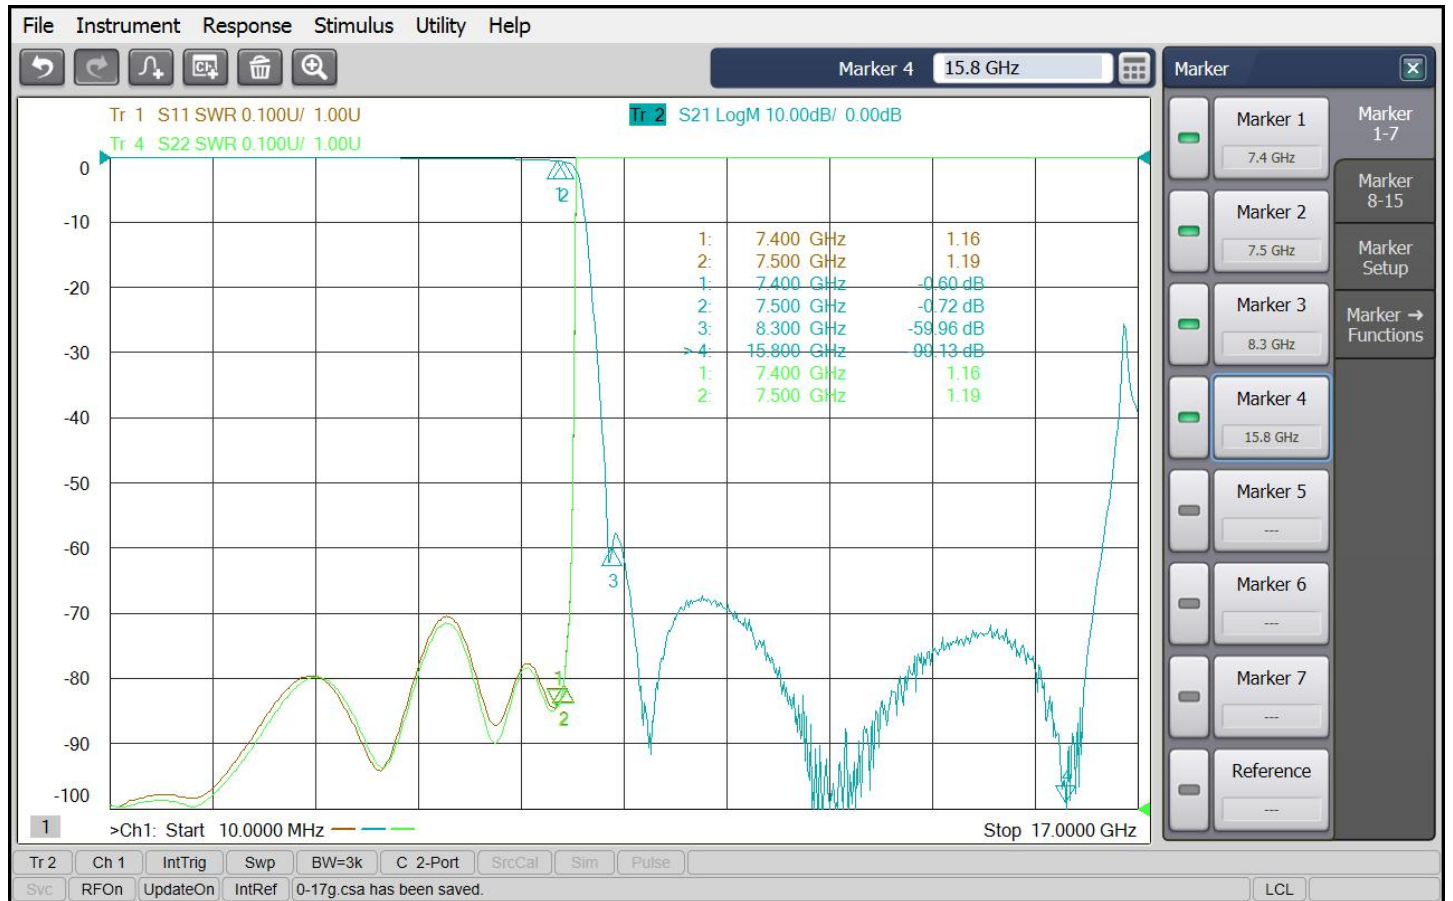 File Instrument Response Stimulus Utility Help
Marker 4 15.8 GHz
Tr 1 S11 SWR 0.100U/ 1.00U
Tr 2 S21 LogM 10.00dB/ 0.00dB
Tr 4 S22 SWR 0.100U/ 1.00U
0
-10
-20
-30
-40
-50
-60
-70
-80
-90
-100
1 2
1: 7.400 GHz 1.16
2: 7.500 GHz 1.19
1: 7.400 GHz -0.60 dB
2: 7.500 GHz -0.72 dB
3: 8.300 GHz -59.96 dB
> 4: 15.800 GHz -90.13 dB
1: 7.400 GHz 1.16
2: 7.500 GHz 1.19
3
1
2
4
1 >Ch1: Start 10.0000 MHz Stop 17.0000 GHz
Marker
Marker 1
7.4 GHz
Marker 2
7.5 GHz
Marker 3
8.3 GHz
Marker 4
15.8 GHz
Marker 5
---
Marker 6
---
Marker 7
---
Reference
---
Marker
1-7
Marker
8-15
Marker
Setup
Marker →
Functions
Tr 2 Ch 1 IntTrig Swp BW=3k C 2-Port SrcCal Sim Pulse
Svc RFOn UpdateOn IntRef 0-17g.csa has been saved. LCL